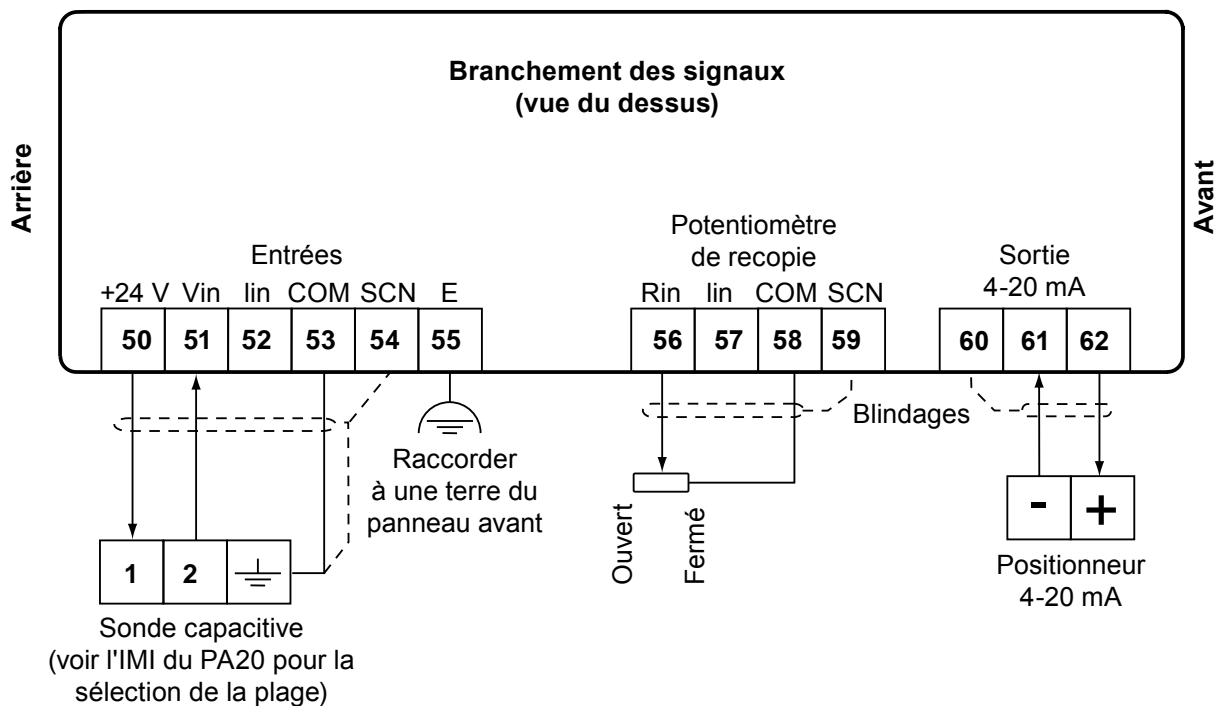 Branchement des signaux
(vue du dessus)
Arrière
Avant
Entrées
+24 V Vin Iin COM SCN E
50 51 52 53 54 55
Potentiomètre
de recopie
Rin Iin COM SCN
56 57 58 59
Sortie
4-20 mA
60 61 62
Blindages
Raccorder
à une terre du
panneau avant
Ouvert
Fermé
- +
Positionneur
4-20 mA
1 2
Sonde capacitive
(voir l'IMI du PA20 pour la
sélection de la plage)